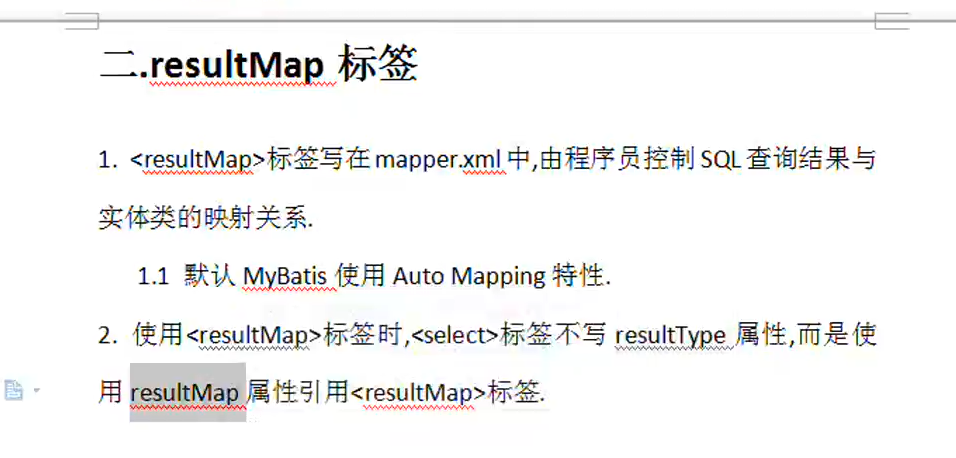 二.resultMap 标签
1. <resultMap>标签写在 mapper.xml 中,由程序员控制 SQL 查询结果与
实体类的映射关系.
1.1 默认 MyBatis 使用 Auto Mapping 特性.
2. 使用<resultMap>标签时,<select>标签不写 resultType 属性,而是使
用 resultMap 属性引用<resultMap>标签.